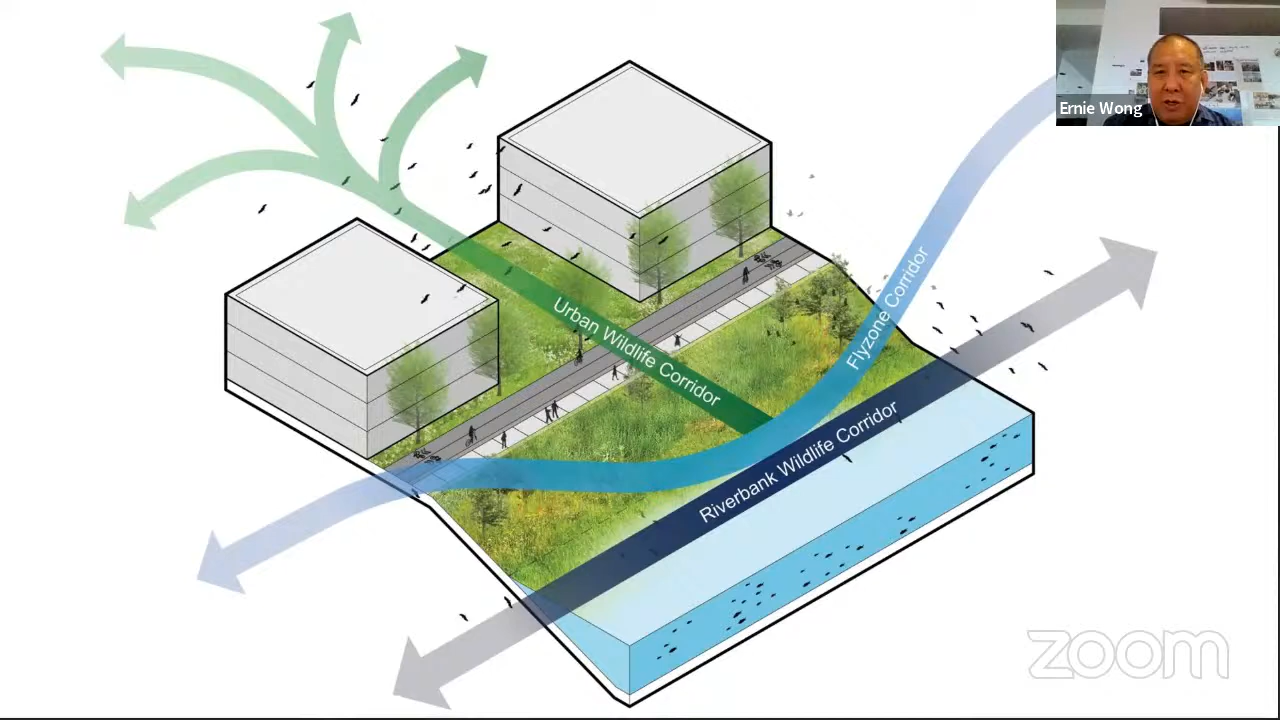 Ernie Wong
Flyzone Corridor
Urban Wildlife Corridor
Riverbank Wildlife Corridor
zoom